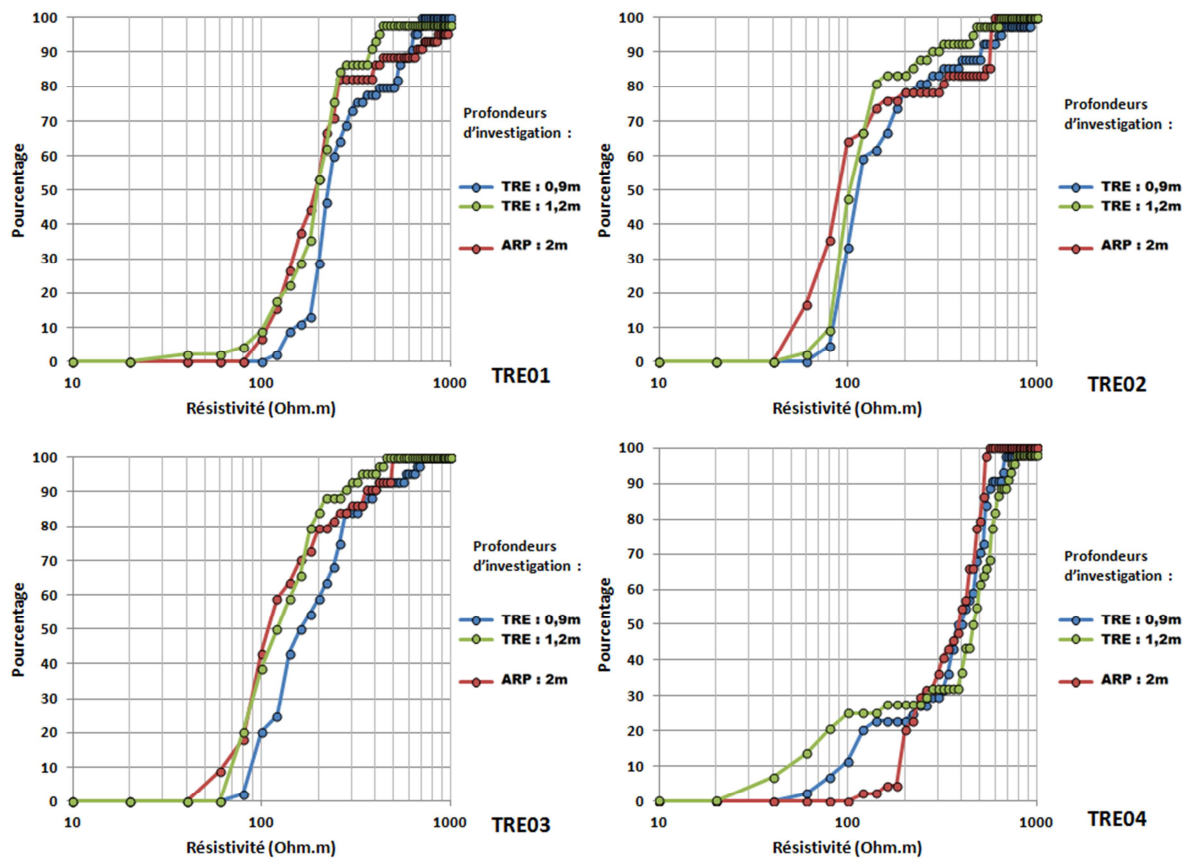 100
90
80
70
60
50
40
30
20
10
0
Pourcentage
10
100
1000
Résistivité (Ohm.m)
Profondeurs
d'investigation :
TRE : 0,9m
TRE : 1,2m
ARP : 2m
TRE01
100
90
80
70
60
50
40
30
20
10
0
Pourcentage
10
100
1000
Résistivité (Ohm.m)
Profondeurs
d'investigation :
TRE : 0,9m
TRE : 1,2m
ARP : 2m
TRE02
100
90
80
70
60
50
40
30
20
10
0
Pourcentage
10
100
1000
Résistivité (Ohm.m)
Profondeurs
d'investigation :
TRE : 0,9m
TRE : 1,2m
ARP : 2m
TRE03
100
90
80
70
60
50
40
30
20
10
0
Pourcentage
10
100
1000
Résistivité (Ohm.m)
Profondeurs
d'investigation :
TRE : 0,9m
TRE : 1,2m
ARP : 2m
TRE04